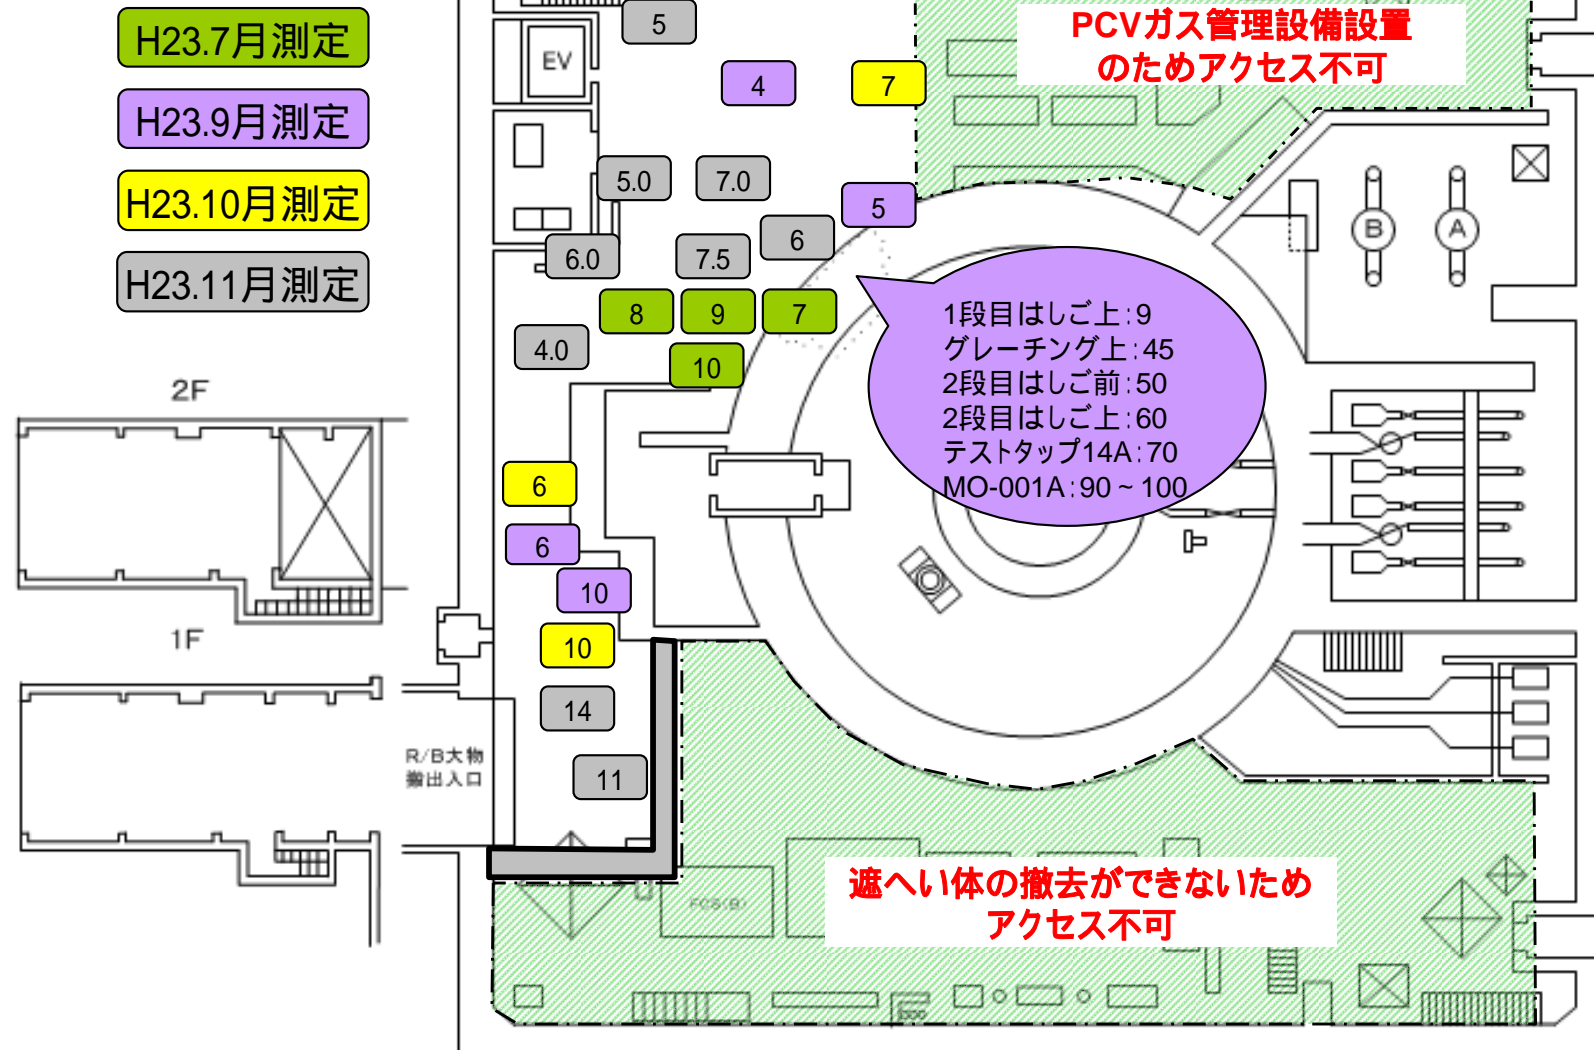 H23.7月測定
H23.9月測定
H23.10月測定
H23.11月測定
PCVガス管理設備設置
のためアクセス不可
5
EV
4
7
5.0
7.0
5
6
6.0
7.5
B
A
8
9
7
4.0
10
1段目はしご上:9
グレーチング上:45
2段目はしご前:50
2段目はしご上:60
テストタップ14A:70
MO-001A:90~100
2F
6
6
10
1F
10
14
R/B大物
搬出入口
11
遮へい体の撤去ができないため
アクセス不可
FCS(B)